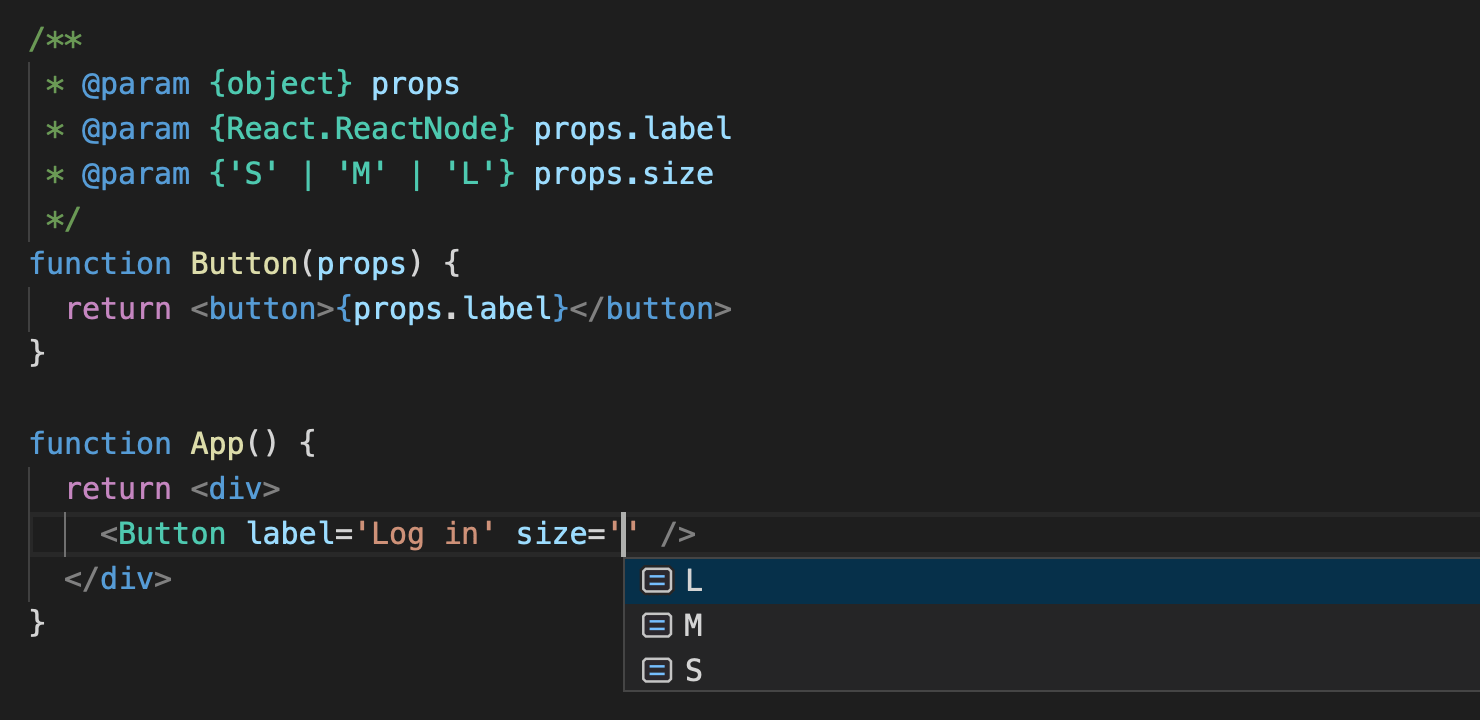 /**
 * @param {object} props
 * @param {React.ReactNode} props.label
 * @param {'S' | 'M' | 'L'} props.size
 */
function Button(props) {
  return <button>{props.label}</button>
}

function App() {
  return <div>
    <Button label='Log in' size='' />
  </div>
}
L
M
S